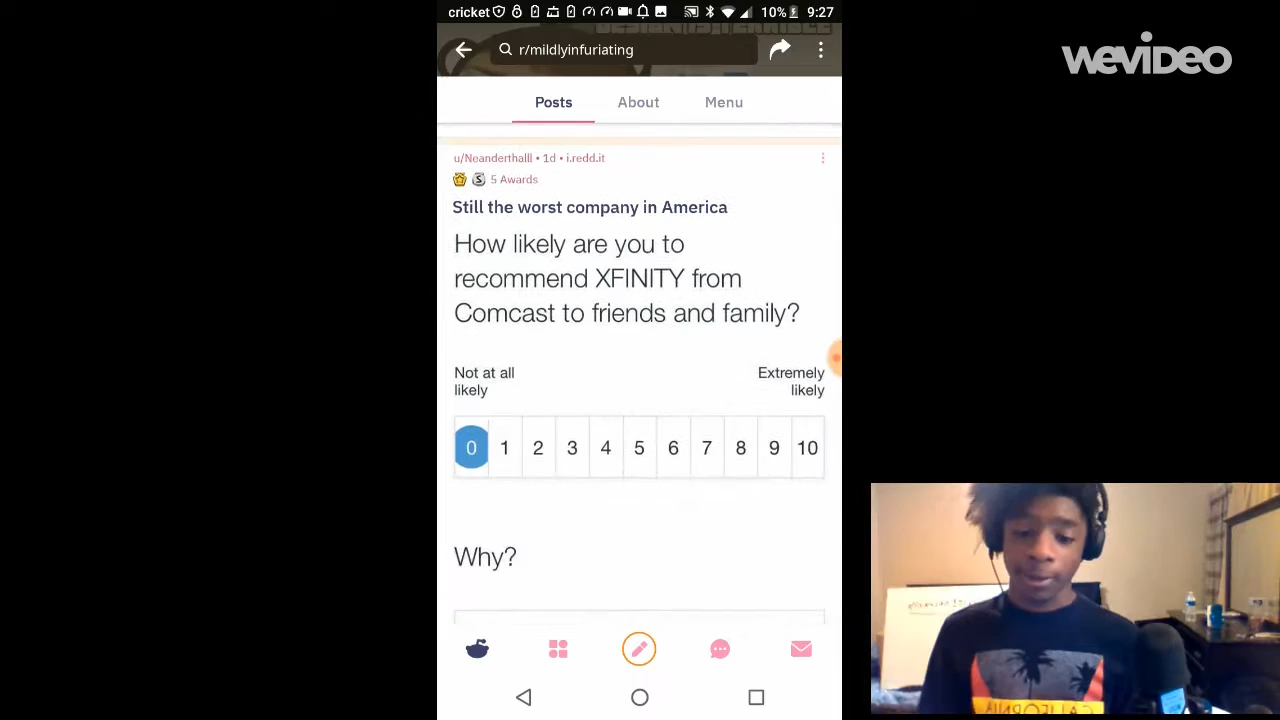 cricket 10% 9:27
r/mildlyinfuriating
WEVIDEO
Posts About Menu
u/Neanderthalll • 1d • i.redd.it
5 Awards
Still the worst company in America
How likely are you to
recommend XFINITY from
Comcast to friends and family?
Not at all Extremely
likely likely
0 1 2 3 4 5 6 7 8 9 10
Why?
CALIFORNIA